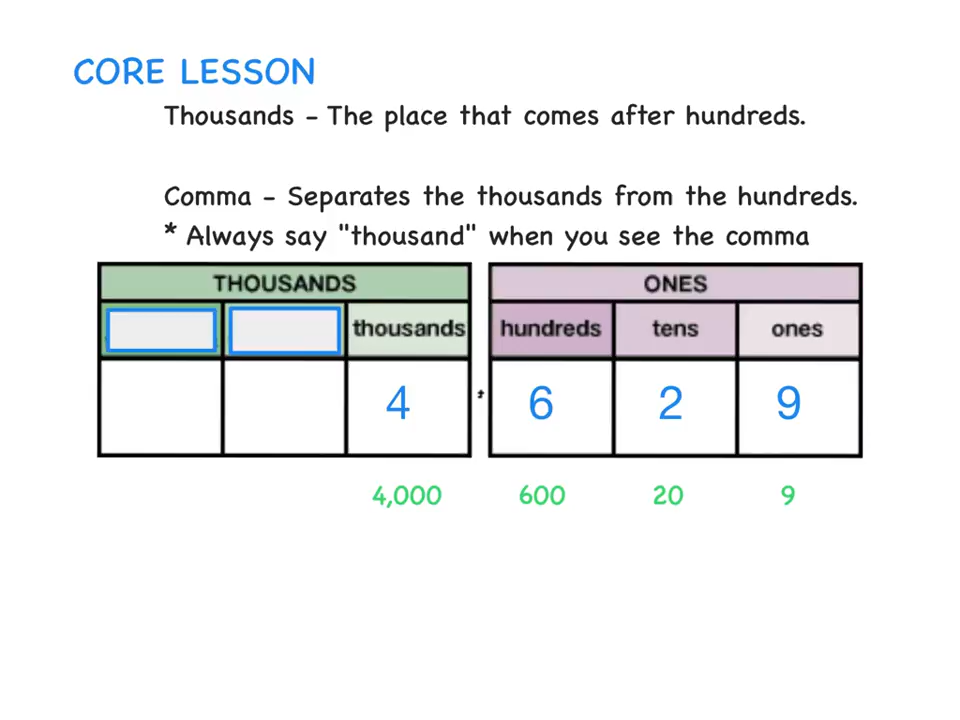 CORE LESSON
Thousands - The place that comes after hundreds.
Comma - Separates the thousands from the hundreds.
* Always say "thousand" when you see the comma
THOUSANDS ONES
thousands hundreds tens ones
4 , 6 2 9
4,000 600 20 9